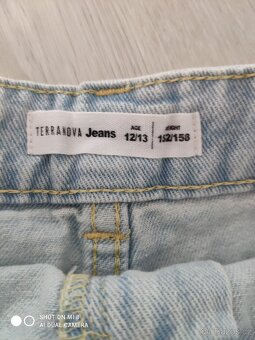 TERRANOVA Jeans
AGE
12/13
HEIGHT
152/158
SHOT ON MI 8
AI DUAL CAMERA